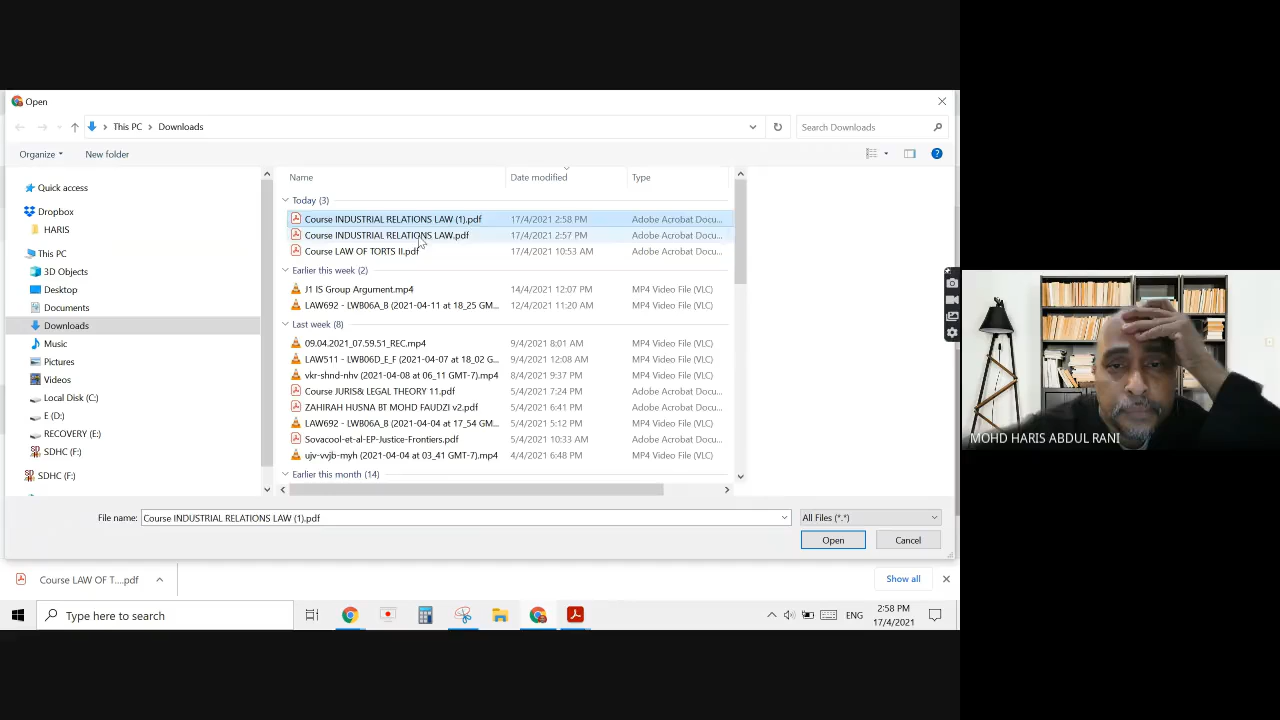 Open
This PC > Downloads
Search Downloads
Organize
New folder
Quick access
Dropbox
HARIS
This PC
3D Objects
Desktop
Documents
Downloads
Music
Pictures
Videos
Local Disk (C:)
E (D:)
RECOVERY (E:)
SDHC (F:)
SDHC (F:)
Name Date modified Type
Today (3)
Course INDUSTRIAL RELATIONS LAW (1).pdf 17/4/2021 2:58 PM Adobe Acrobat Docu...
Course INDUSTRIAL RELATIONS LAW.pdf 17/4/2021 2:57 PM Adobe Acrobat Docu...
Course LAW OF TORTS II.pdf 17/4/2021 10:53 AM Adobe Acrobat Docu...
Earlier this week (2)
J1 IS Group Argument.mp4 14/4/2021 12:07 PM MP4 Video File (VLC)
LAW692 - LWB06A_B (2021-04-11 at 18_25 GM... 12/4/2021 11:20 AM MP4 Video File (VLC)
Last week (8)
09.04.2021_07.59.51_REC.mp4 9/4/2021 8:01 AM MP4 Video File (VLC)
LAW511 - LWB06D_E_F (2021-04-07 at 18_02 G... 9/4/2021 12:08 AM MP4 Video File (VLC)
vkr-shnd-nhv (2021-04-08 at 06_11 GMT-7).mp4 8/4/2021 9:37 PM MP4 Video File (VLC)
Course JURIS& LEGAL THEORY 11.pdf 5/4/2021 7:24 PM Adobe Acrobat Docu...
ZAHIRAH HUSNA BT MOHD FAUDZI v2.pdf 5/4/2021 6:41 PM Adobe Acrobat Docu...
LAW692 - LWB06A_B (2021-04-04 at 17_54 GM... 5/4/2021 5:12 PM MP4 Video File (VLC)
Sovacool-et-al-EP-Justice-Frontiers.pdf 5/4/2021 10:33 AM Adobe Acrobat Docu...
ujv-vvjb-myh (2021-04-04 at 03_41 GMT-7).mp4 4/4/2021 6:48 PM MP4 Video File (VLC)
Earlier this month (14)
File name: Course INDUSTRIAL RELATIONS LAW (1).pdf All Files (*.*)
Open Cancel
Course LAW OF T....pdf
Show all
Type here to search
ENG
2:58 PM
17/4/2021
MOHD HARIS ABDUL RANI